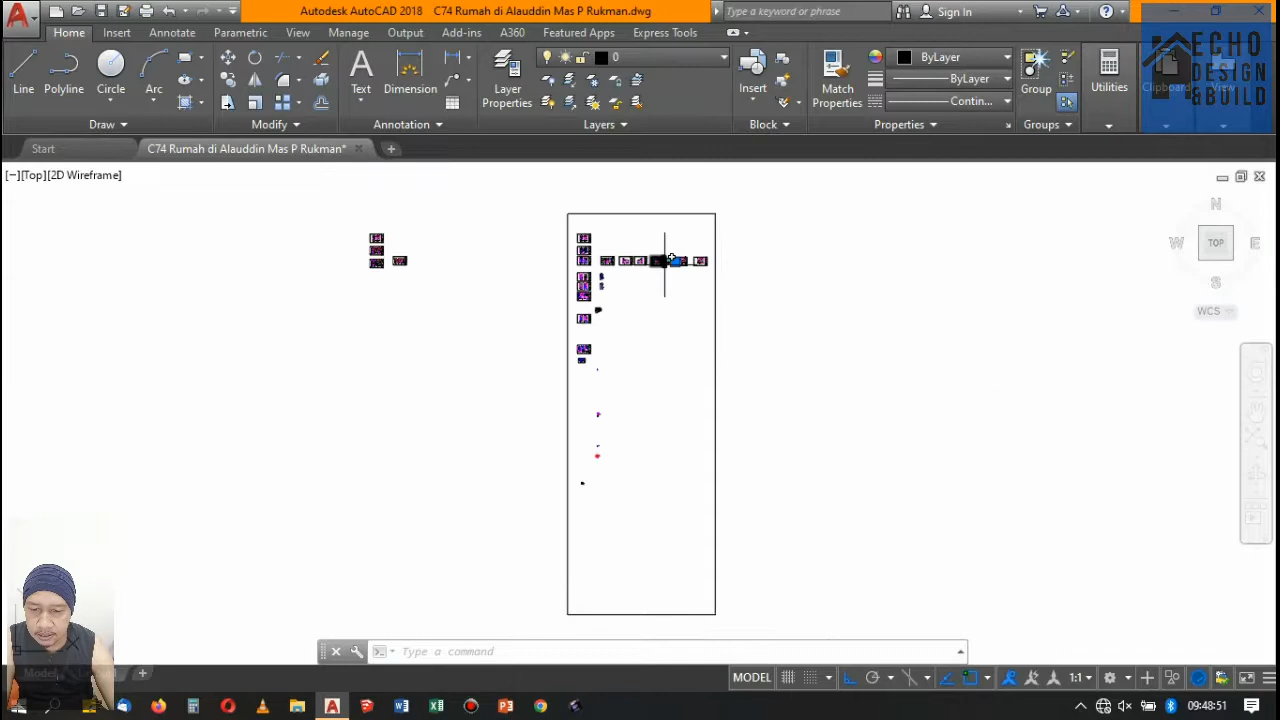 Autodesk AutoCAD 2018 C74 Rumah di Alauddin Mas P Rukman.dwg
Type a keyword or phrase
Sign In
Home Insert Annotate Parametric View Manage Output Add-ins A360 Featured Apps Express Tools
ECHO
DESIGN
&BUILD
0
ByLayer
ByLayer
Contin...
Line Polyline Circle Arc
Text Dimension
Layer
Properties
Insert
Match
Properties
Group
Utilities
Clipboard
View
Draw Modify Annotation Layers Block Properties Groups
Start
C74 Rumah di Alauddin Mas P Rukman*
[−][Top][2D Wireframe]
N
W TOP E
S
WCS
Type a command
Model
MODEL
1:1
09:48:51